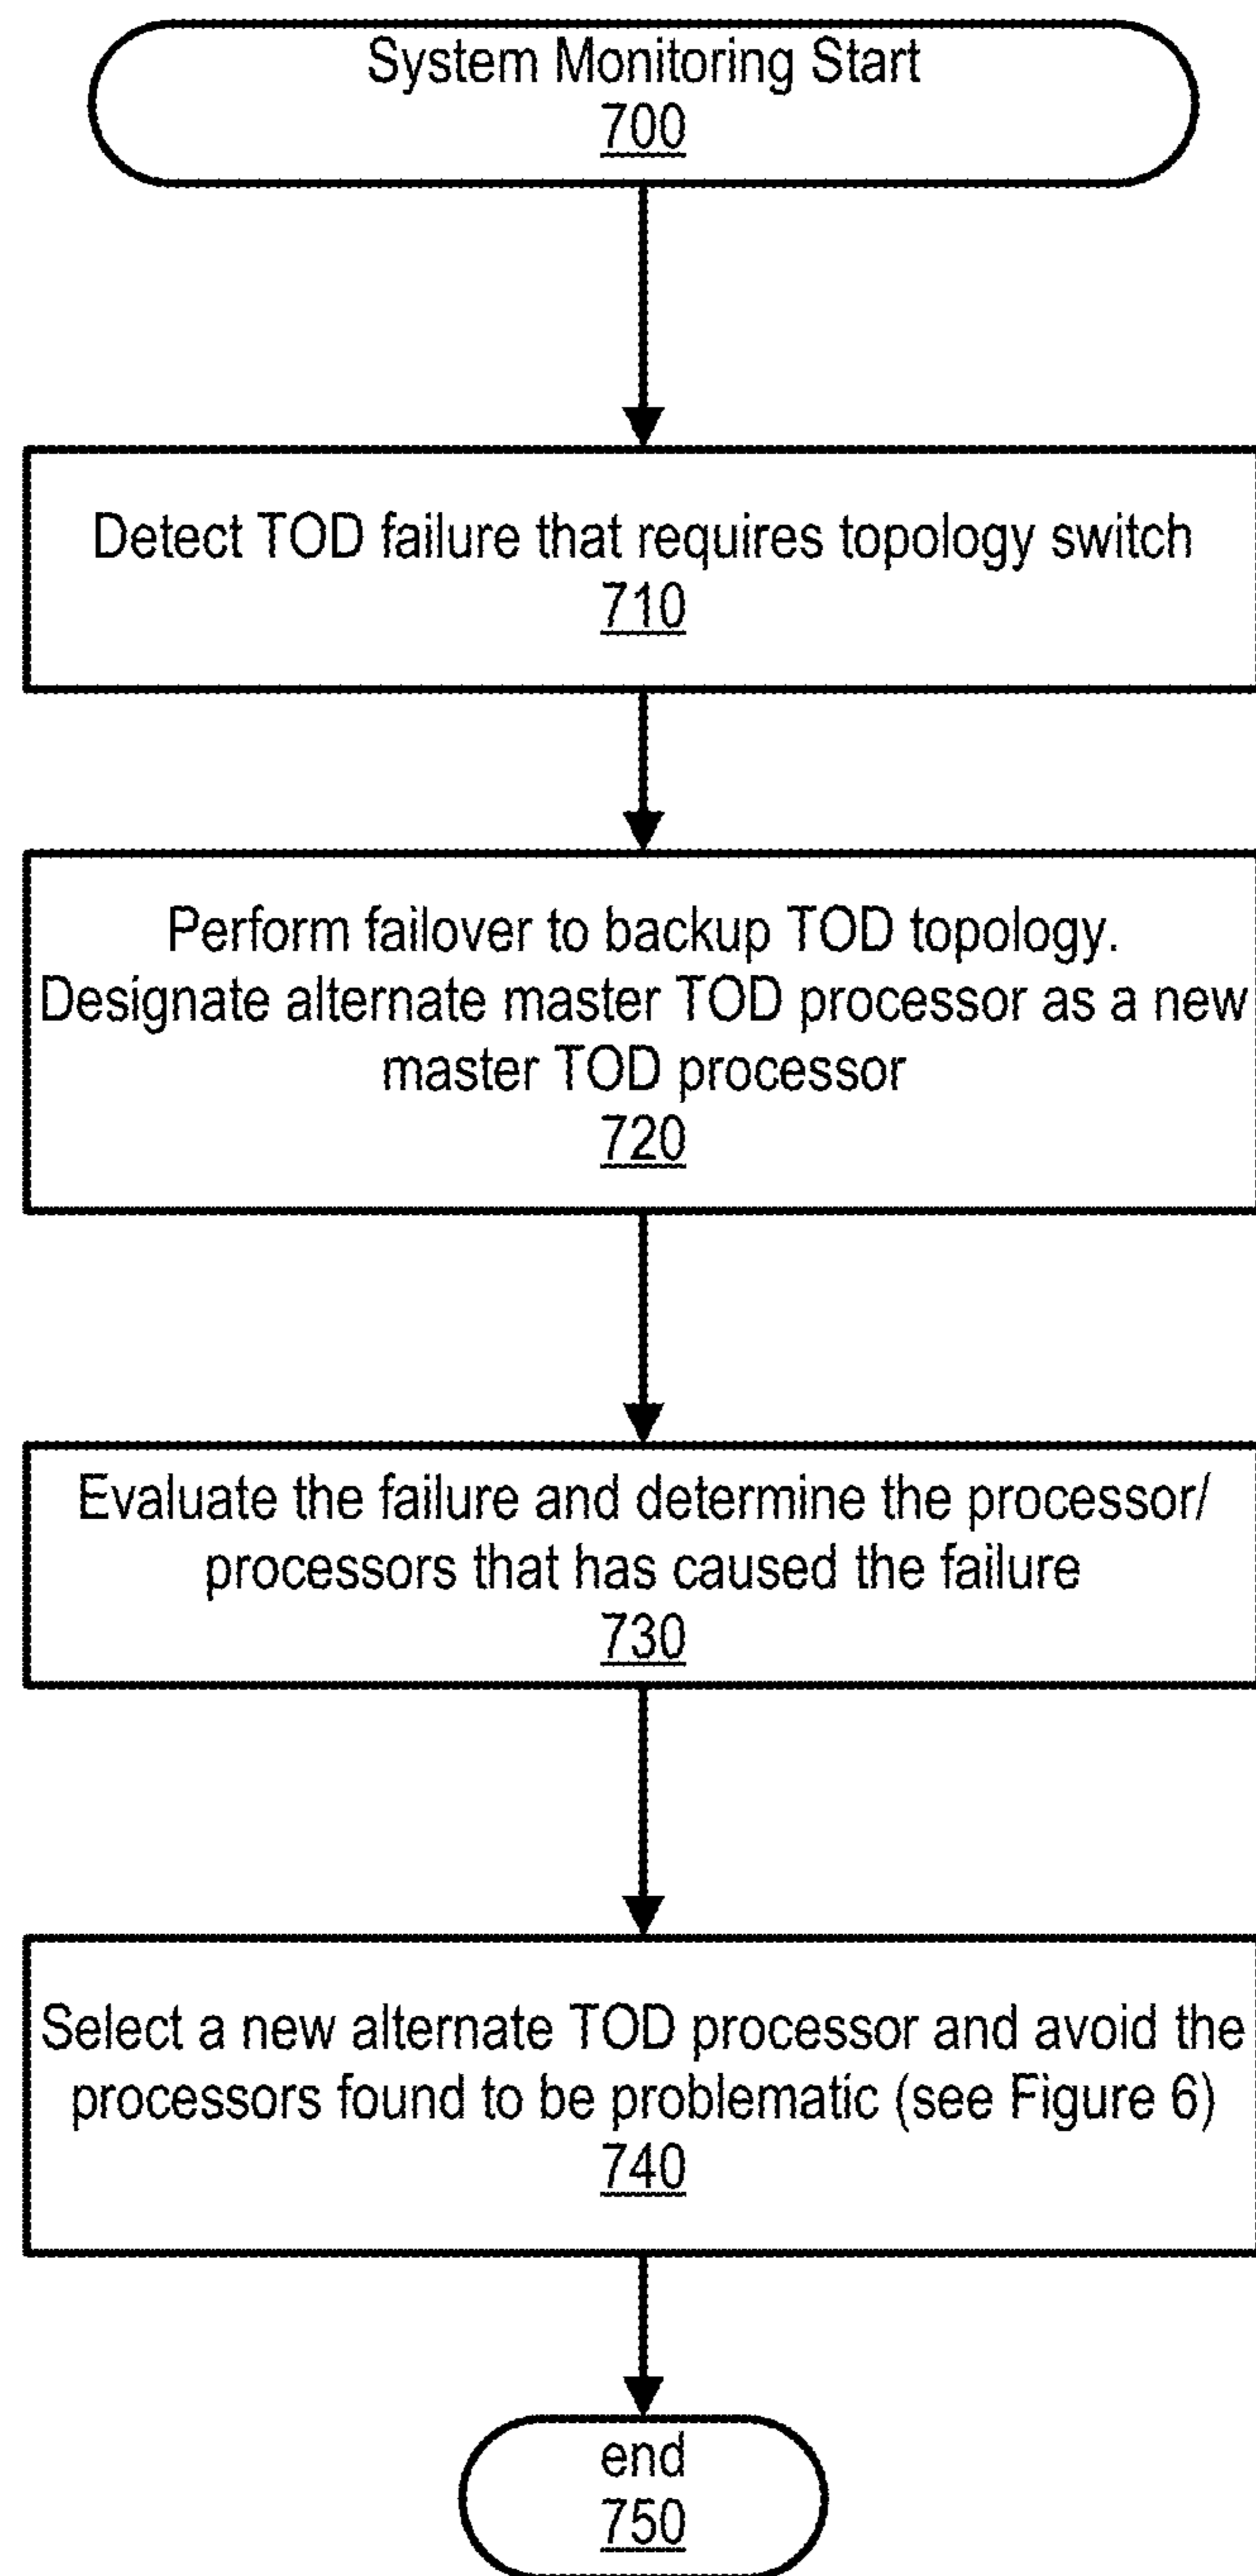 System Monitoring Start
700
Detect TOD failure that requires topology switch
710
Perform failover to backup TOD topology.
Designate alternate master TOD processor as a new
master TOD processor
720
Evaluate the failure and determine the processor/
processors that has caused the failure
730
Select a new alternate TOD processor and avoid the
processors found to be problematic (see Figure 6)
740
end
750